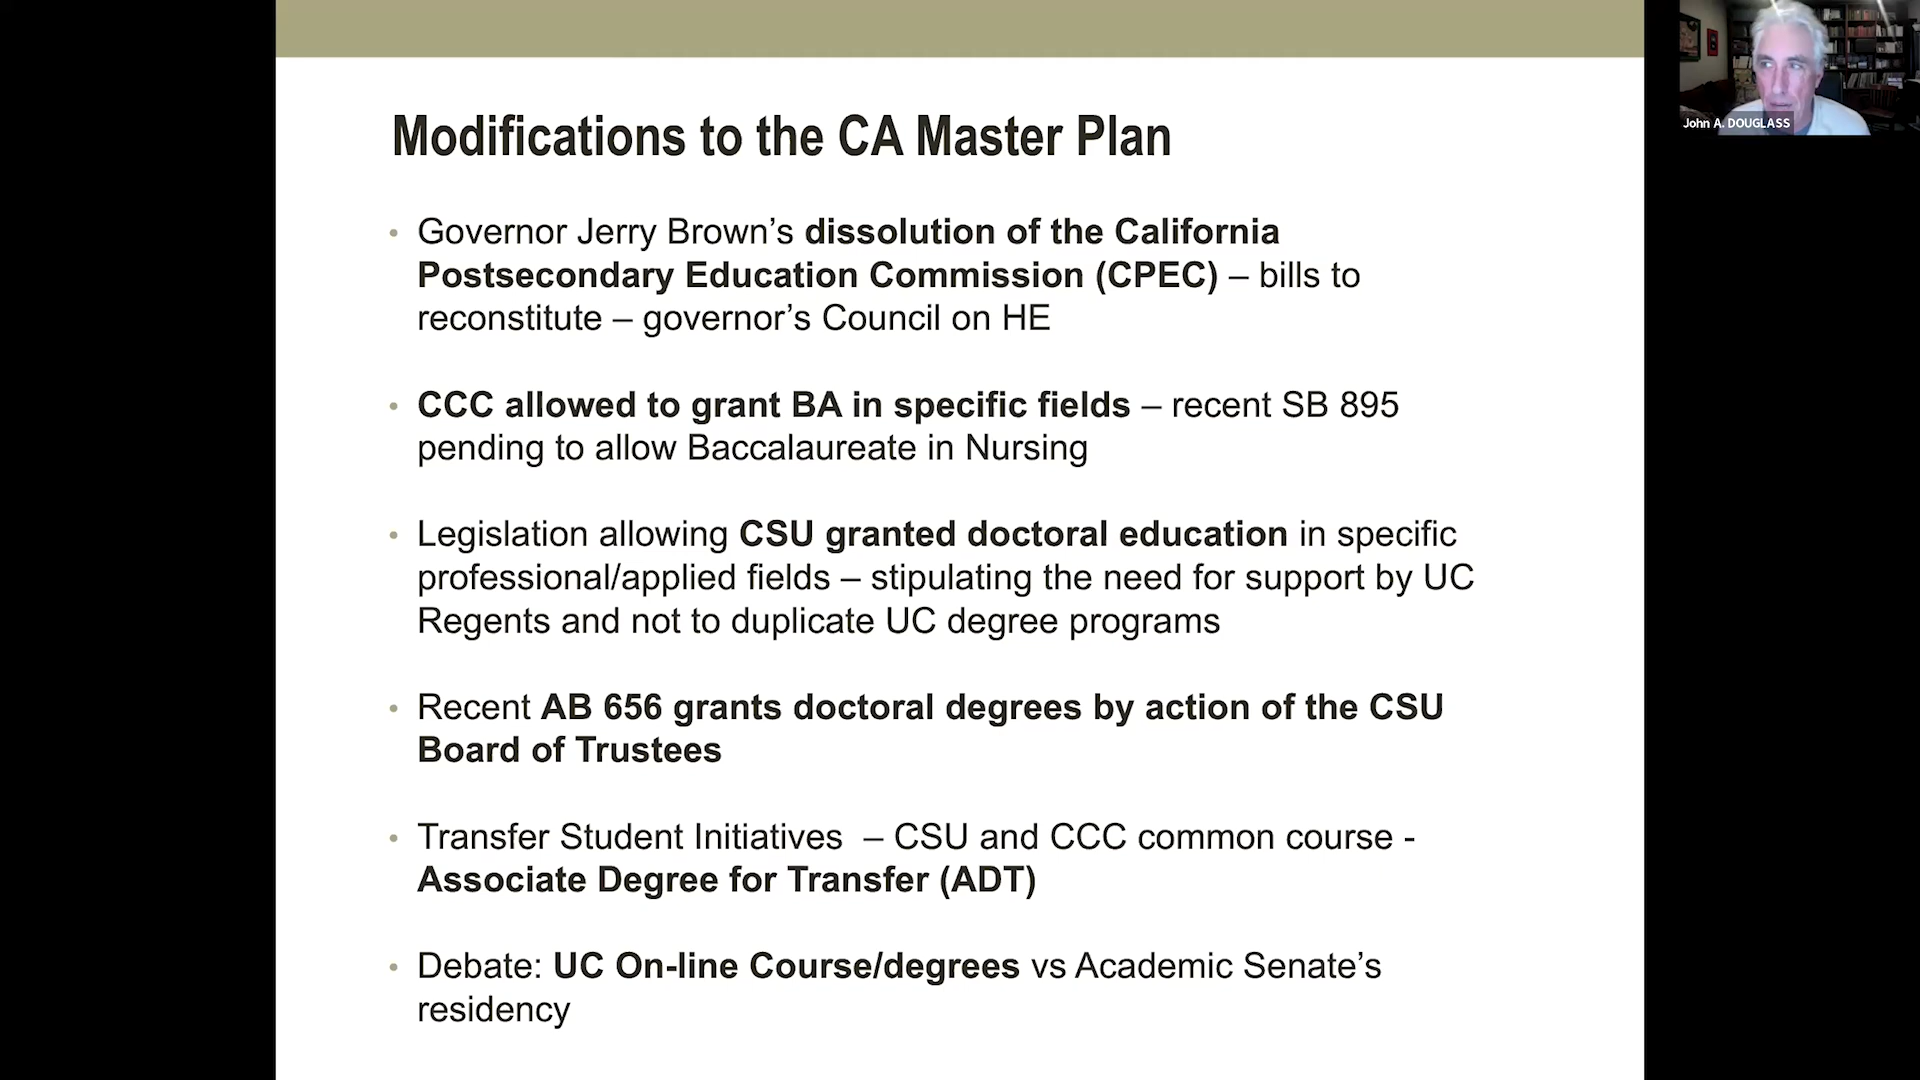 Modifications to the CA Master Plan
• Governor Jerry Brown’s dissolution of the California
Postsecondary Education Commission (CPEC) – bills to
reconstitute – governor’s Council on HE
• CCC allowed to grant BA in specific fields – recent SB 895
pending to allow Baccalaureate in Nursing
• Legislation allowing CSU granted doctoral education in specific
professional/applied fields – stipulating the need for support by UC
Regents and not to duplicate UC degree programs
• Recent AB 656 grants doctoral degrees by action of the CSU
Board of Trustees
• Transfer Student Initiatives – CSU and CCC common course -
Associate Degree for Transfer (ADT)
• Debate: UC On-line Course/degrees vs Academic Senate’s
residency
John A. DOUGLASS